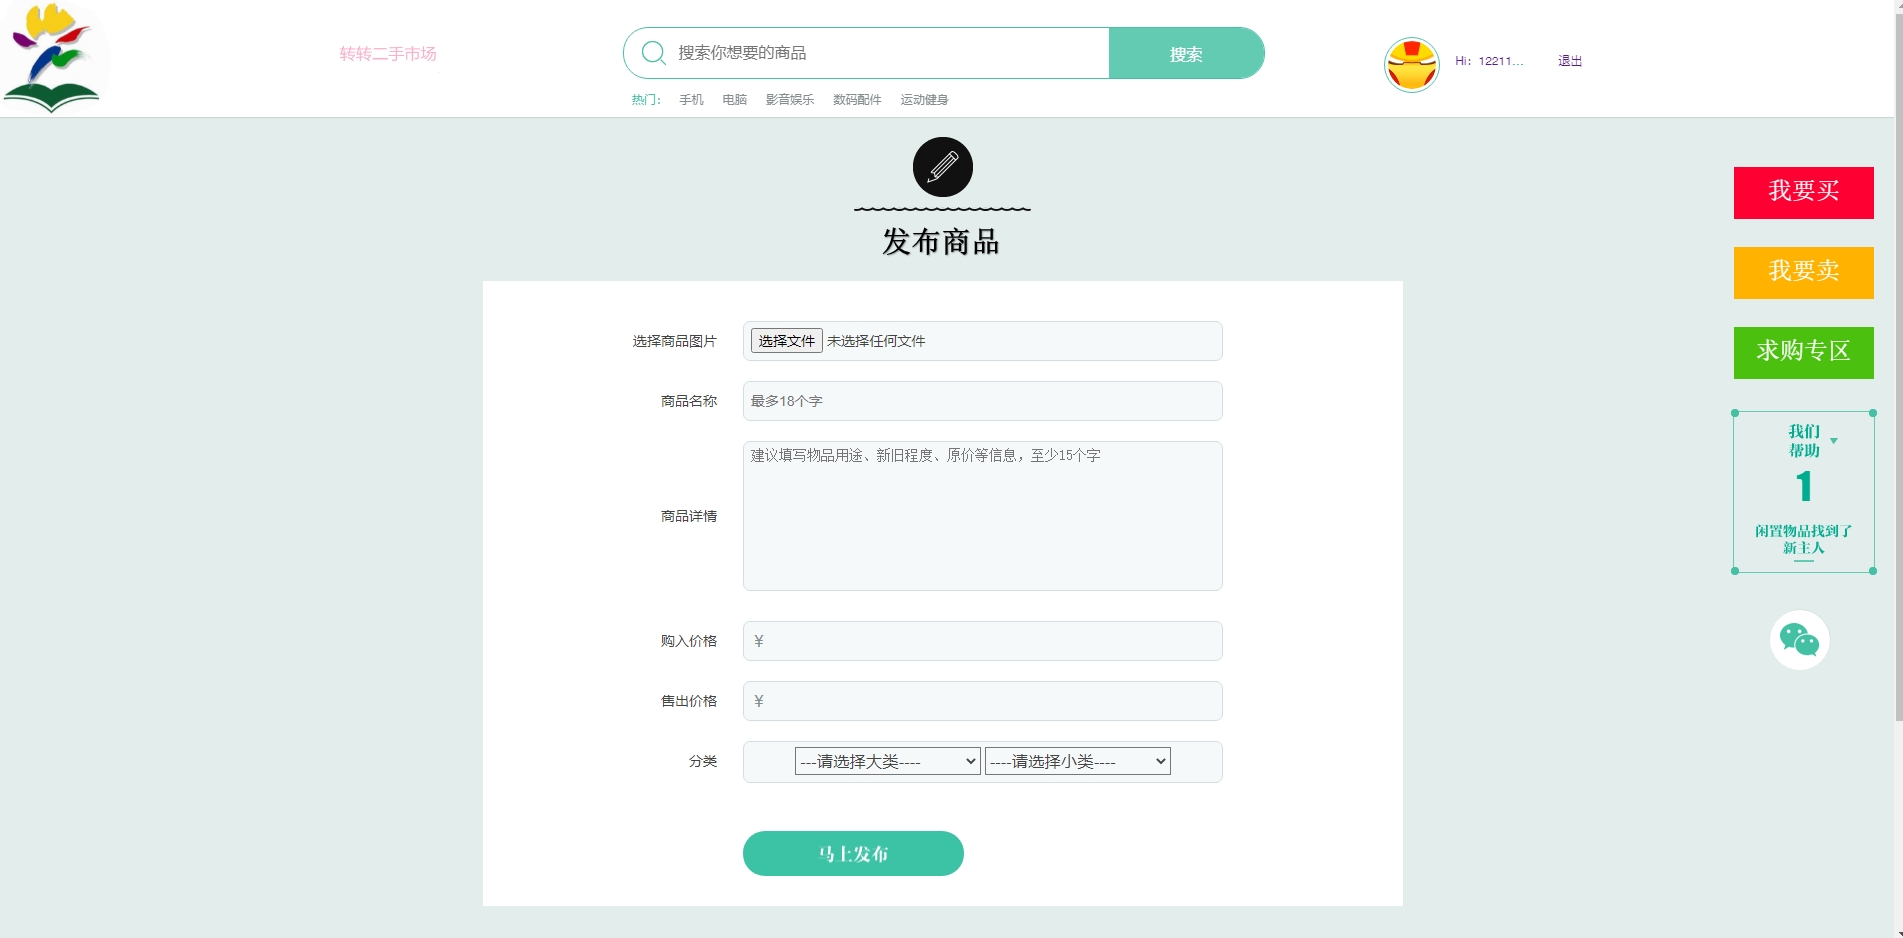 转转二手市场
搜索你想要的商品
搜索
Hi：12211...
退出
热门： 手机 电脑 影音娱乐 数码配件 运动健身
发布商品
选择商品图片
选择文件 未选择任何文件
商品名称
最多18个字
商品详情
建议填写物品用途、新旧程度、原价等信息，至少15个字
购入价格
¥
售出价格
¥
分类
---请选择大类----
----请选择小类----
马上发布
我要买
我要卖
求购专区
我们
帮助
1
闲置物品找到了
新主人